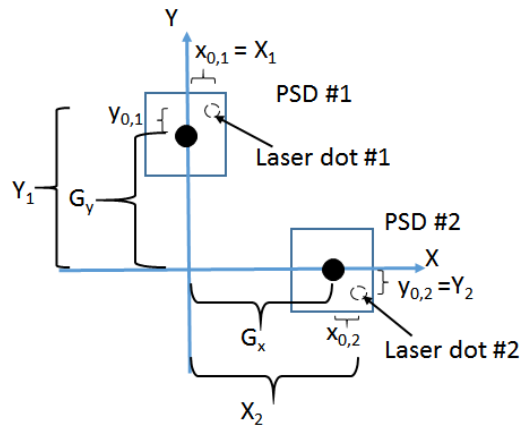 Y
x0,1 = X1
PSD #1
y0,1
Laser dot #1
Y1
Gy
PSD #2
X
y0,2 =Y2
Gx
x0,2
Laser dot #2
X2